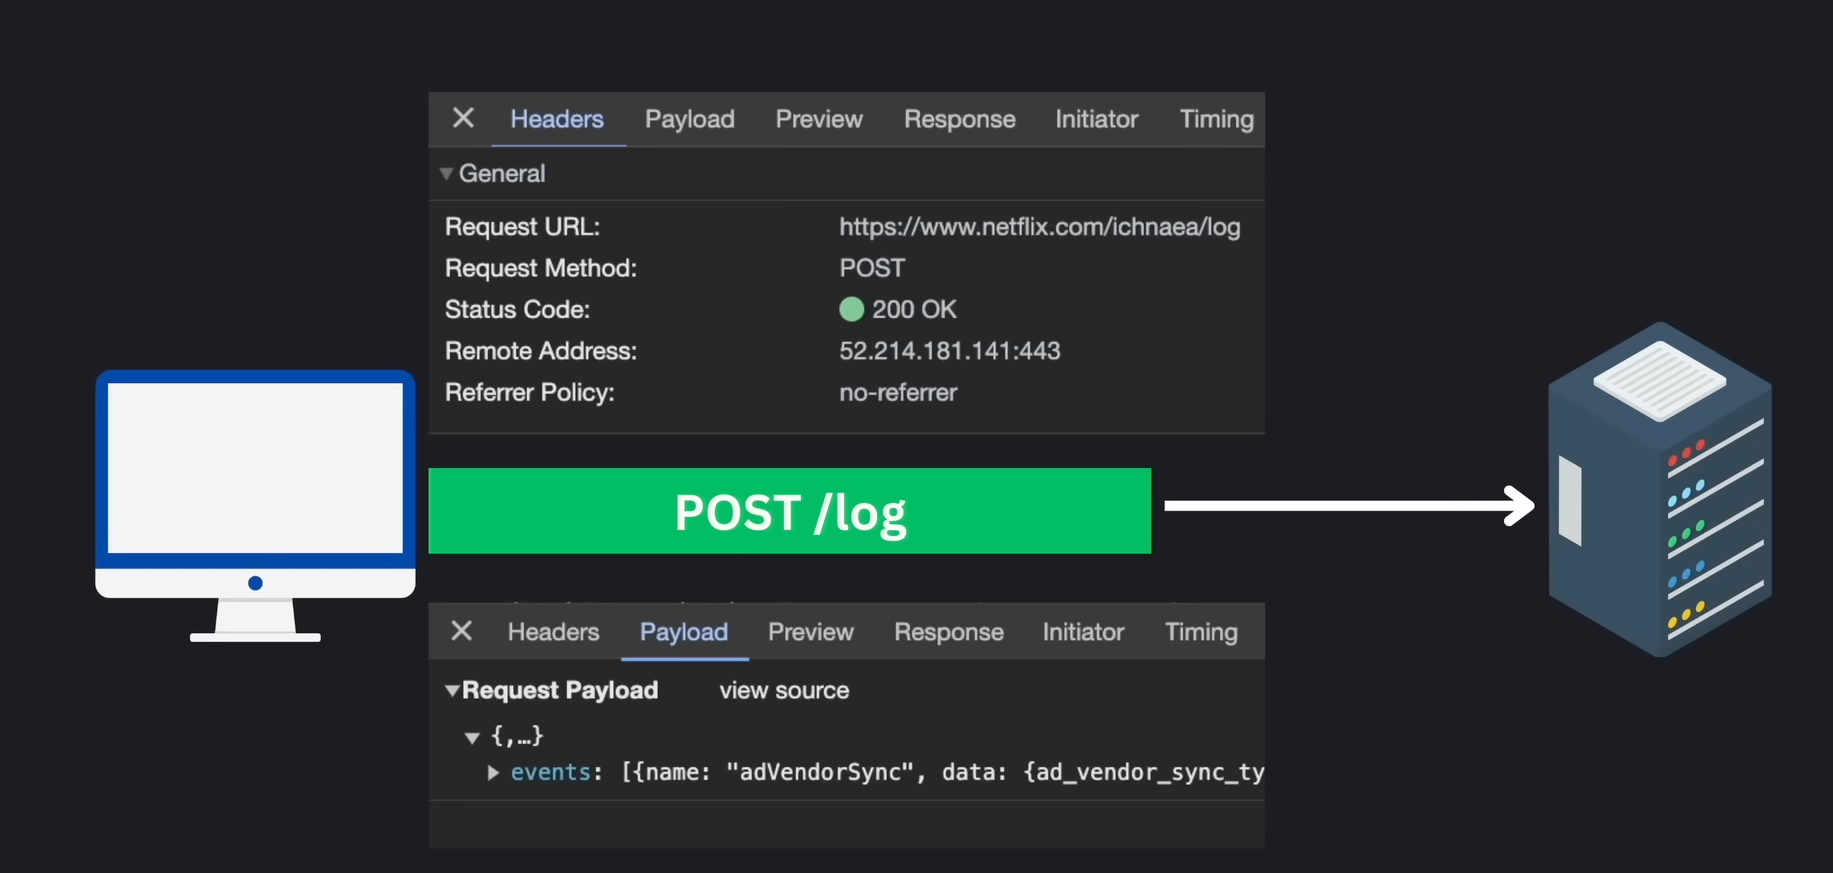 Headers Payload Preview Response Initiator Timing
General
Request URL: https://www.netflix.com/ichnaea/log
Request Method: POST
Status Code: 200 OK
Remote Address: 52.214.181.141:443
Referrer Policy: no-referrer
POST /log
Headers Payload Preview Response Initiator Timing
Request Payload view source
{,…}
events: [{name: "adVendorSync", data: {ad_vendor_sync_ty